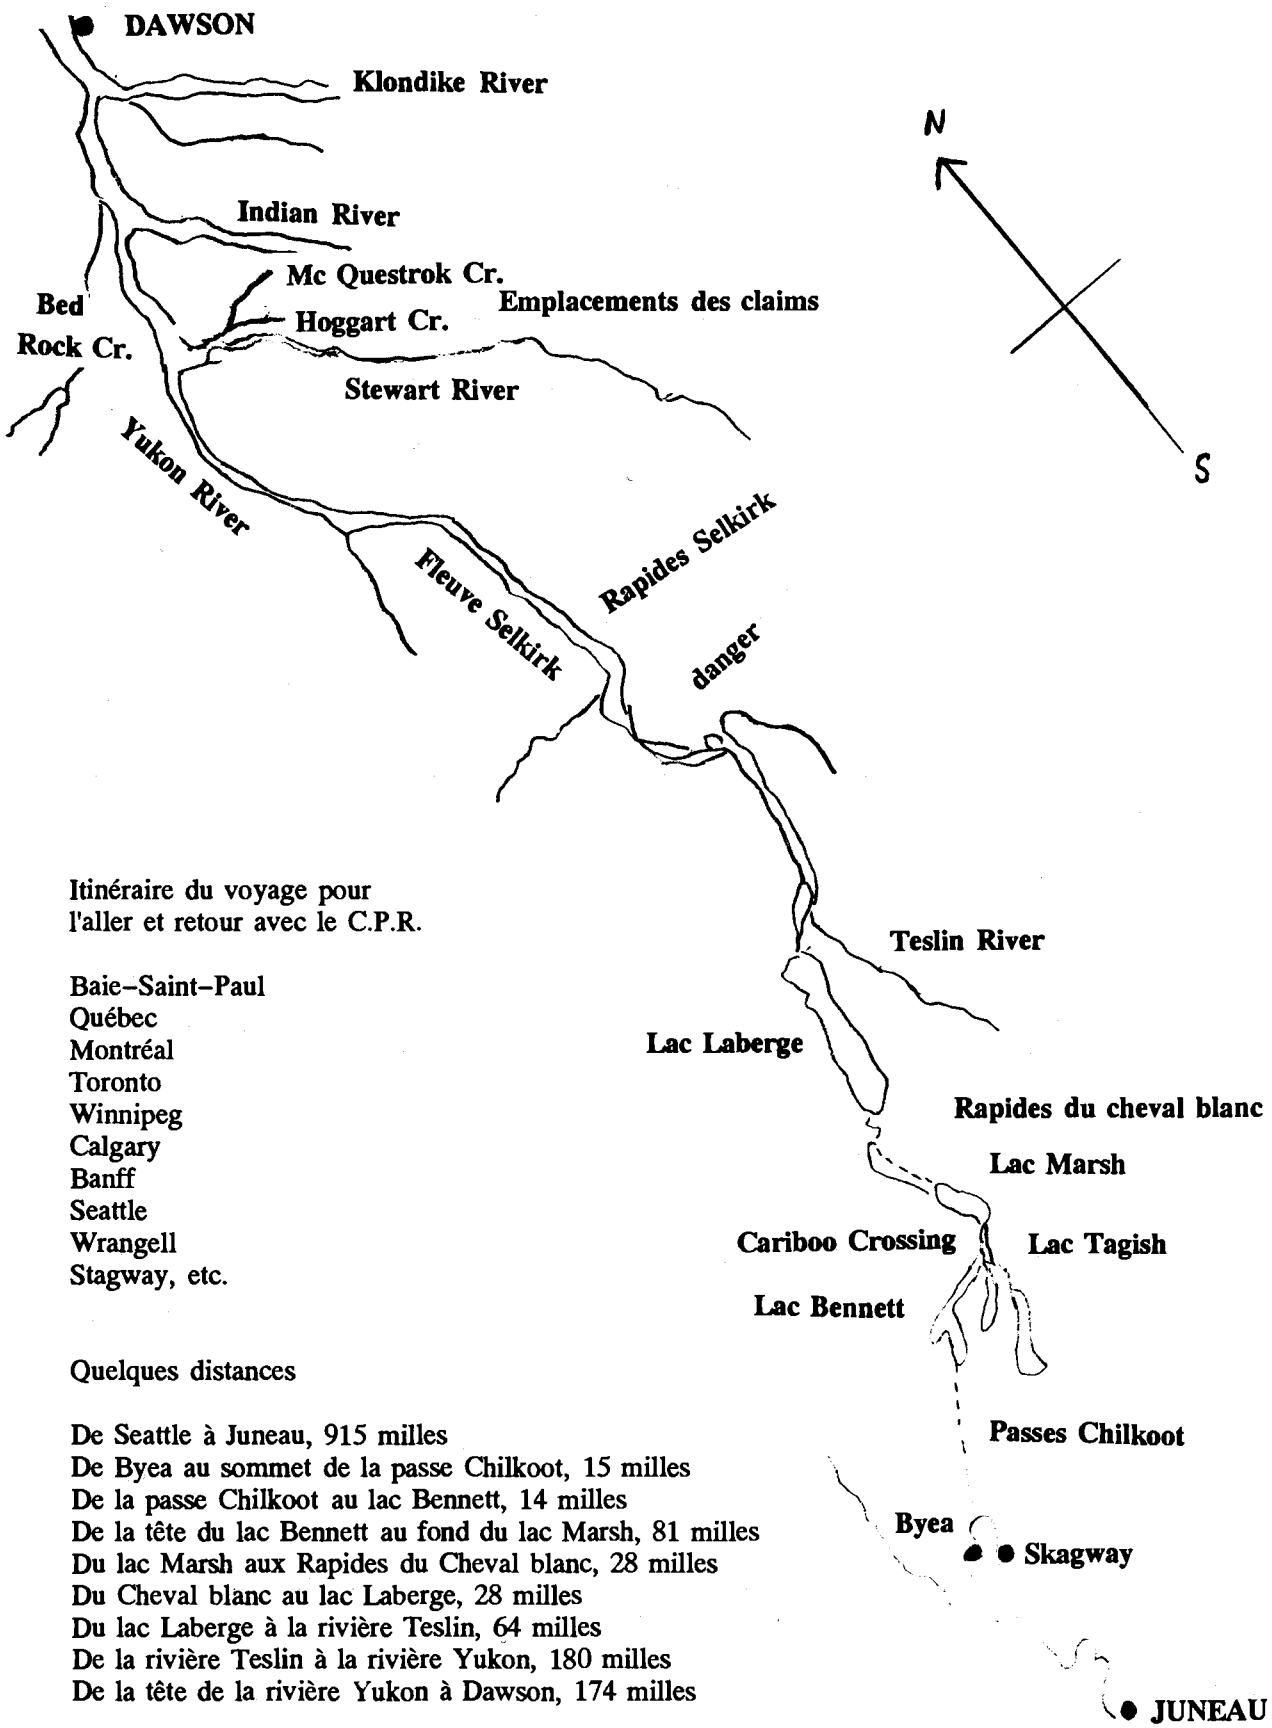 DAWSON
Klondike River
N
Indian River
Mc Questrok Cr.
Emplacements des claims
Bed
Rock Cr.
Hoggart Cr.
Stewart River
S
Yukon River
Rapides Selkirk
Fleuve Selkirk
danger
Itinéraire du voyage pour
l'aller et retour avec le C.P.R.
Baie–Saint–Paul
Québec
Montréal
Toronto
Winnipeg
Calgary
Banff
Seattle
Wrangell
Stagway, etc.
Teslin River
Lac Laberge
Rapides du cheval blanc
Lac Marsh
Cariboo Crossing
Lac Tagish
Lac Bennett
Passes Chilkoot
Byea
Skagway
JUNEAU
Quelques distances
De Seattle à Juneau, 915 milles
De Byea au sommet de la passe Chilkoot, 15 milles
De la passe Chilkoot au lac Bennett, 14 milles
De la tête du lac Bennett au fond du lac Marsh, 81 milles
Du lac Marsh aux Rapides du Cheval blanc, 28 milles
Du Cheval blanc au lac Laberge, 28 milles
Du lac Laberge à la rivière Teslin, 64 milles
De la rivière Teslin à la rivière Yukon, 180 milles
De la tête de la rivière Yukon à Dawson, 174 milles